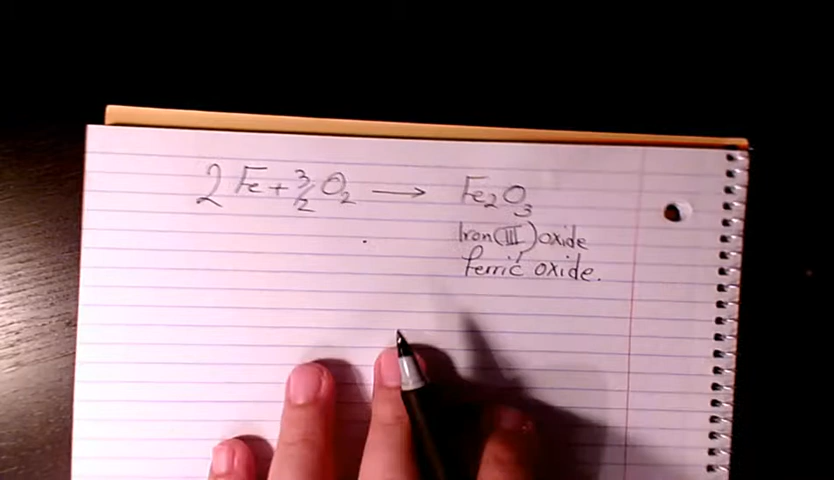 2 Fe + 3/2 O₂ → Fe₂O₃
Iron(III) oxide
ferric oxide.